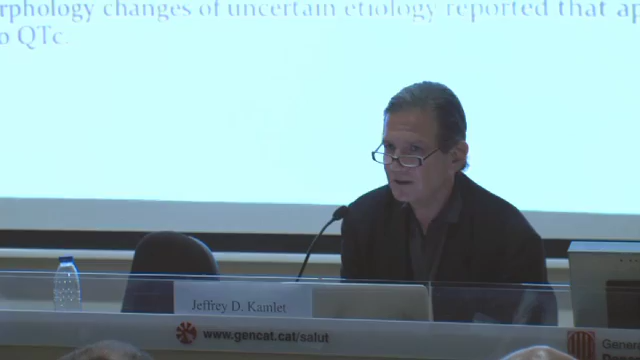 rphology changes of uncertain etiology reported that ap
o QTc.
Jeffrey D. Kamlet
www.gencat.cat/salut
Genera